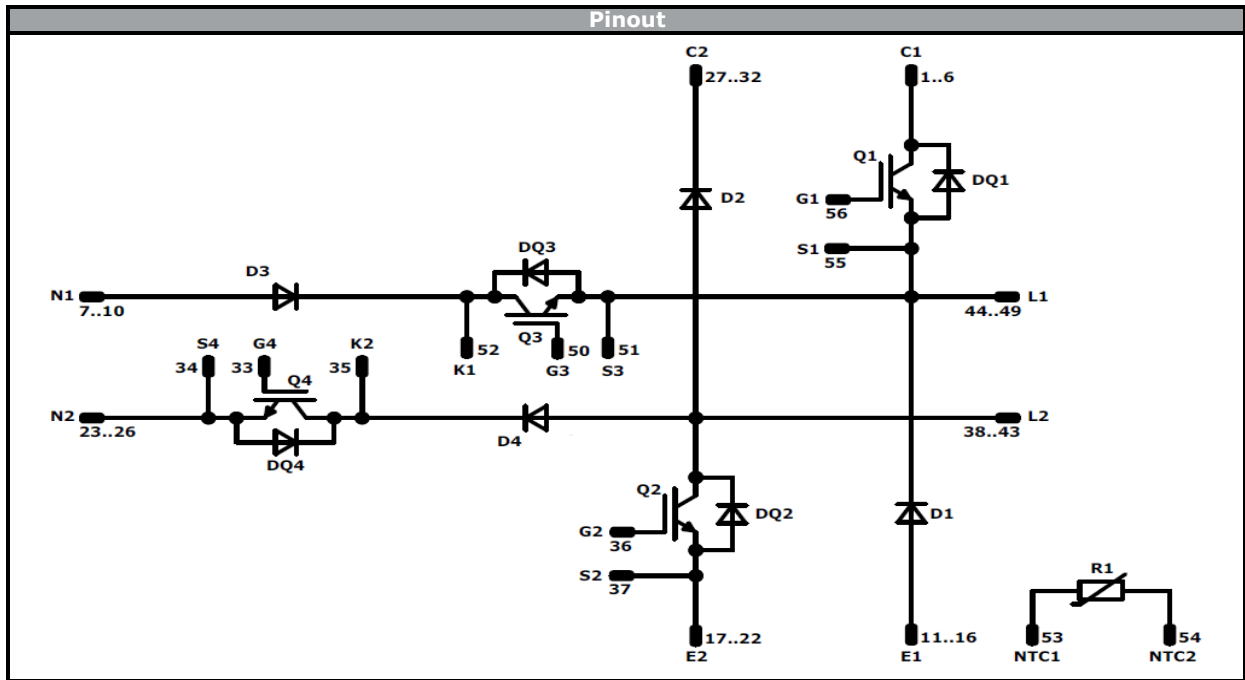 Pinout
C2
C1
27..32
1..6
Q1
DQ1
D2
G1
56
S1
55
DQ3
D3
N1
L1
7..10
44..49
Q3
52
50
51
K1
G3
S3
S4
G4
K2
34
33
35
Q4
N2
L2
23..26
38..43
D4
DQ4
Q2
DQ2
D1
G2
36
S2
37
R1
17..22
11..16
53
54
E2
E1
NTC1
NTC2